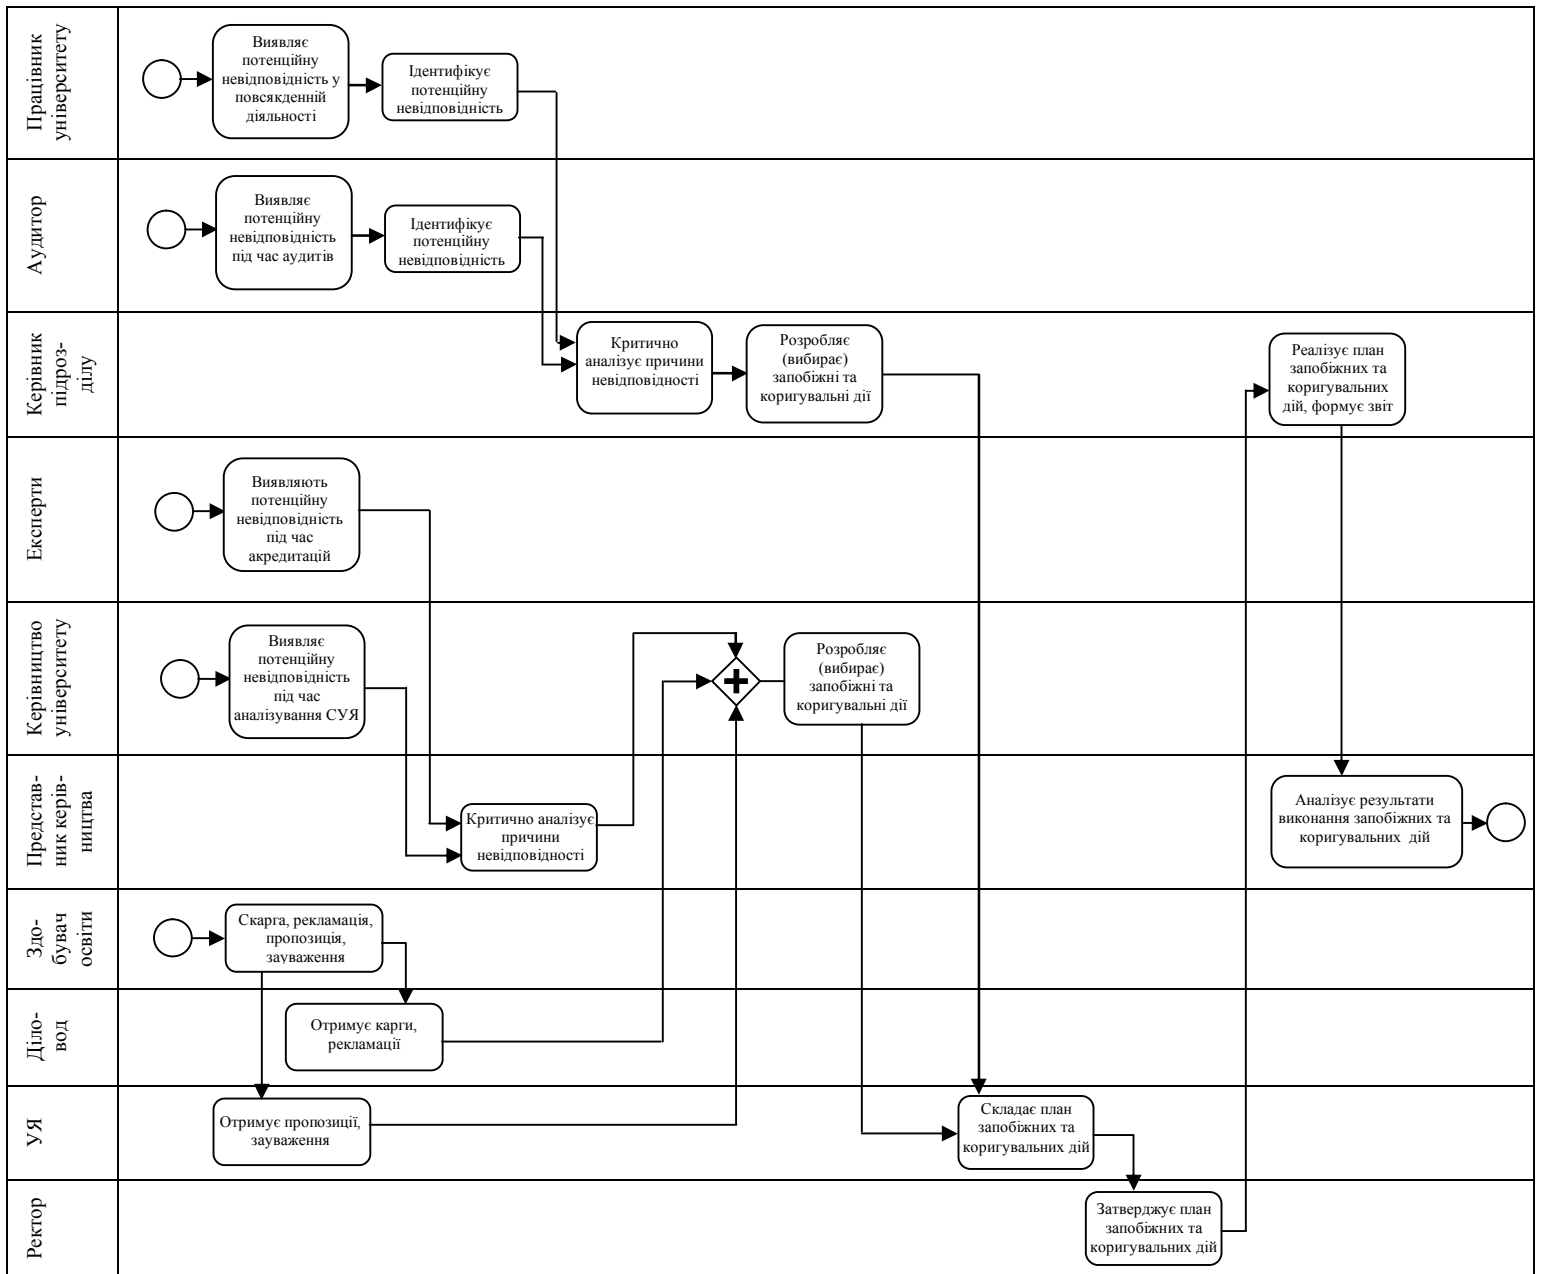 Працівник
університету
Виявляє
потенційну
невідповідність у
повсякденній
діяльності
Ідентифікує
потенційну
невідповідність
Аудитор
Виявляє
потенційну
невідповідність
під час аудитів
Ідентифікує
потенційну
невідповідність
Керівник
підроз-
ділу
Критично
аналізує причини
невідповідності
Розробляє
(вибирає)
запобіжні та
коригувальні дії
Реалізує план
запобіжних та
коригувальних
дій, формує звіт
Експерти
Виявляють
потенційну
невідповідність
під час
акредитацій
Керівництво
університету
Виявляє
потенційну
невідповідність
під час
аналізування СУЯ
Розробляє
(вибирає)
запобіжні та
коригувальні дії
Представ-
ник керів-
ництва
Критично аналізує
причини
невідповідності
Аналізує результати
виконання запобіжних та
коригувальних дій
Здо-
бувач
освіти
Скарга, рекламація,
пропозиція,
зауваження
Діло-
вод
Отримує карги,
рекламації
УЯ
Отримує пропозиції,
зауваження
Складає план
запобіжних та
коригувальних дій
Ректор
Затверджує план
запобіжних та
коригувальних дій